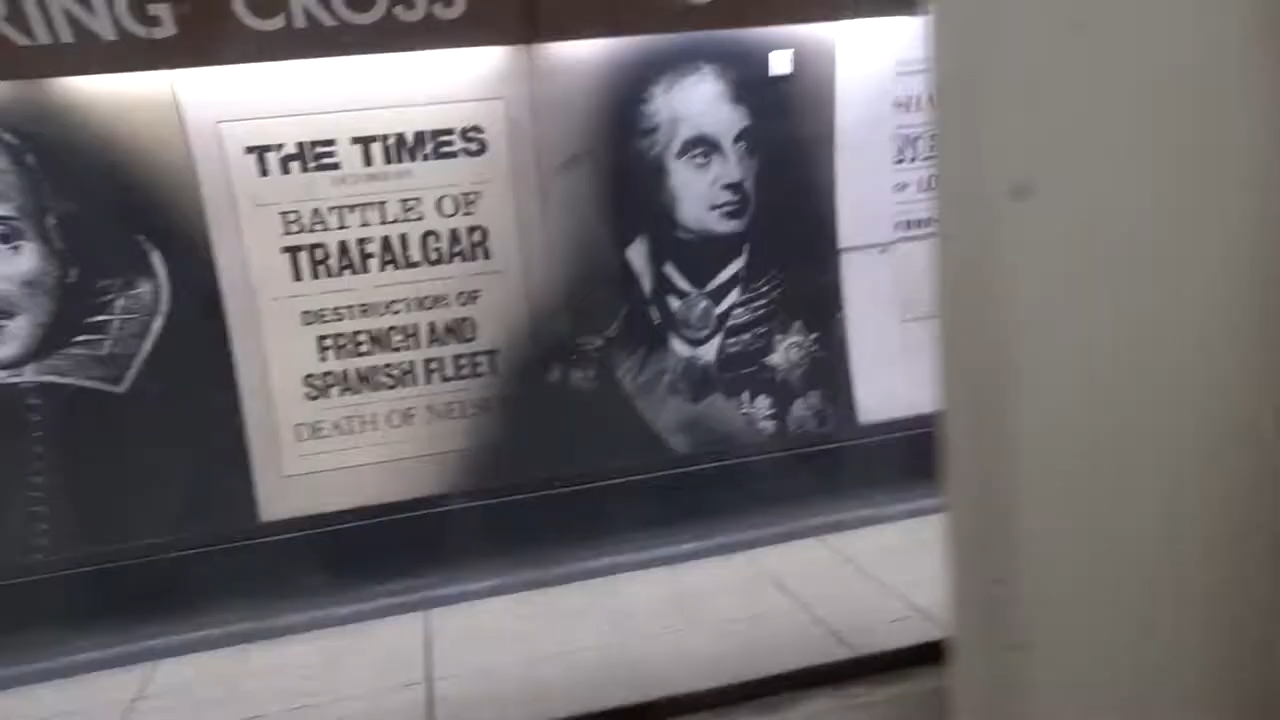 RING CROSS
THE TIMES
BATTLE OF
TRAFALGAR
DESTRUCTION OF
FRENCH AND
SPANISH FLEET
DEATH OF NELS